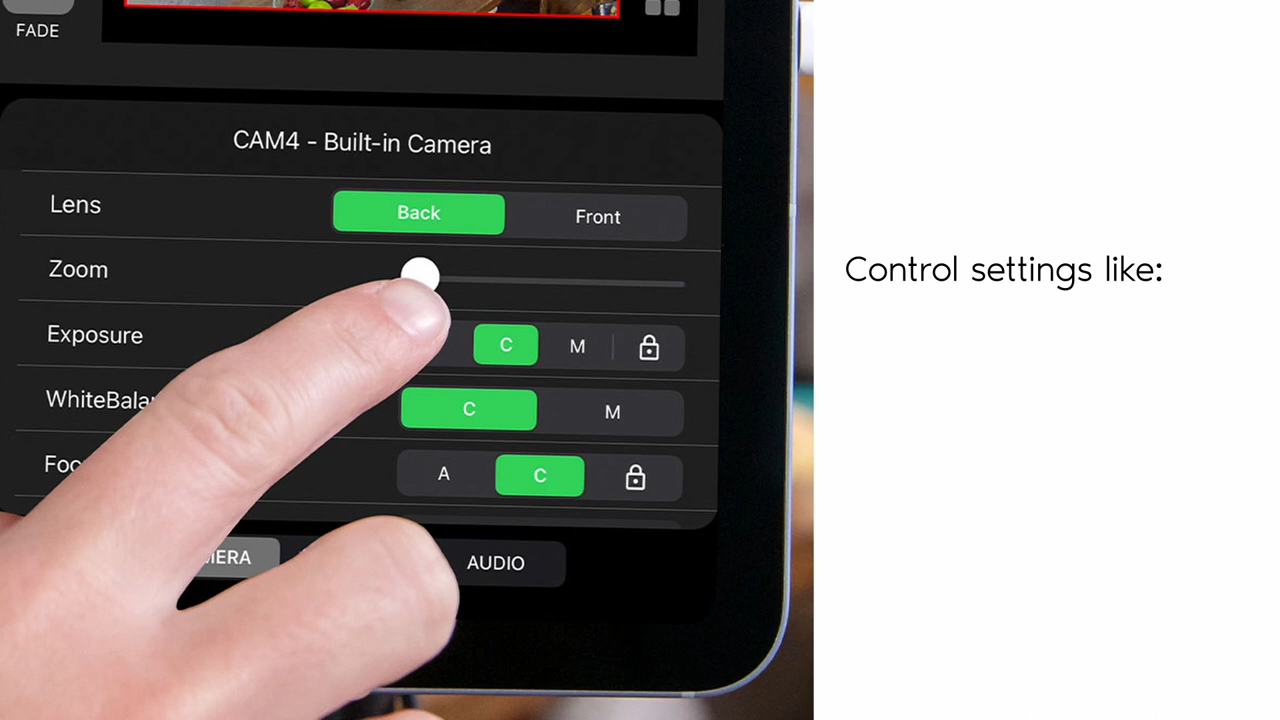 FADE
CAM4 - Built-in Camera
Lens
Back
Front
Zoom
Exposure
C
M
C
M
A
C
AUDIO
Control settings like: